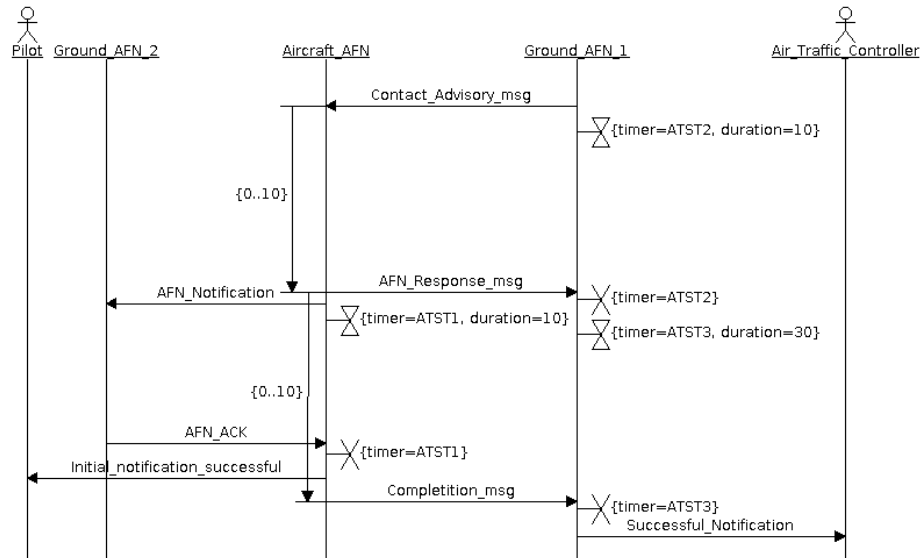 Pilot
Ground_AFN_2
Aircraft_AFN
Ground_AFN_1
Air_Traffic_Controller
Contact_Advisory_msg
{timer=ATST2, duration=10}
{0..10}
AFN_Response_msg
AFN_Notification
{timer=ATST2}
{timer=ATST1, duration=10}
{timer=ATST3, duration=30}
{0..10}
AFN_ACK
{timer=ATST1}
Initial_notification_successful
Completition_msg
{timer=ATST3}
Successful_Notification